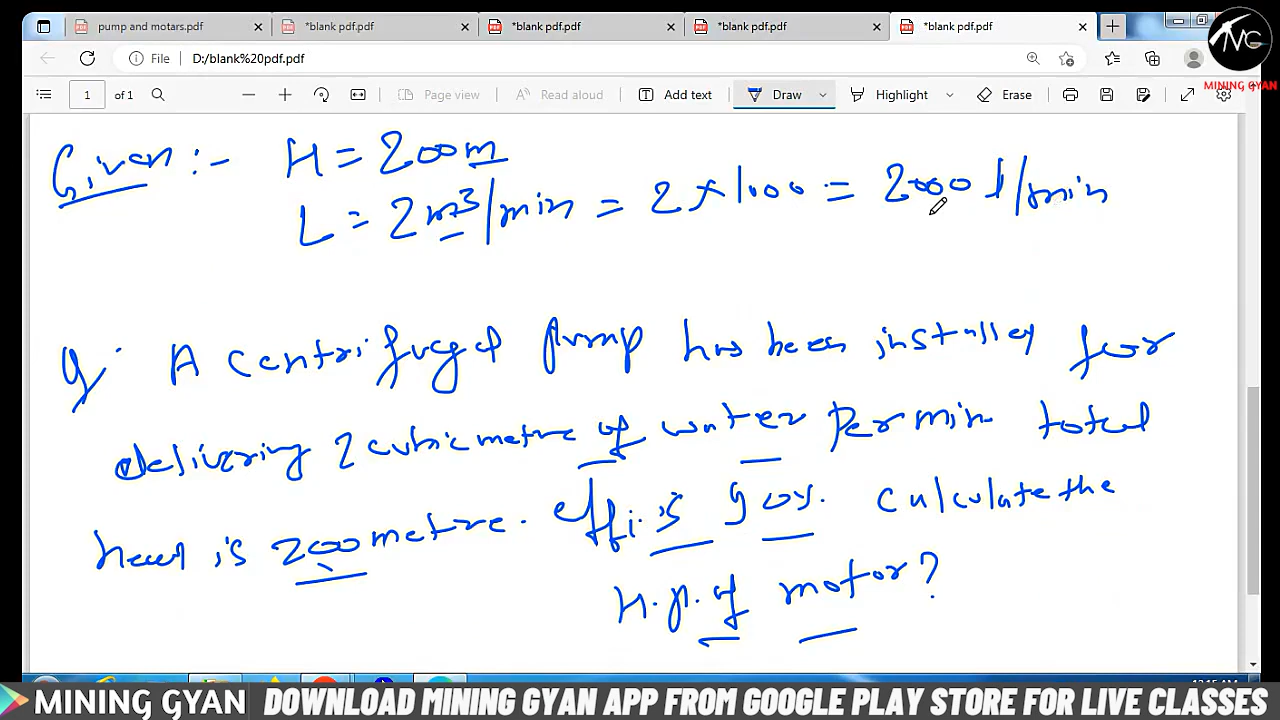 pump and motars.pdf
*blank pdf.pdf
*blank pdf.pdf
*blank pdf.pdf
*blank pdf.pdf
File D:/blank%20pdf.pdf
1 of 1
Page view
Read aloud
Add text
Draw
Highlight
Erase
MVG
MINING GYAN
Given :- H = 200m
L = 2m³/min = 2 × 1000 = 2000 l/min
Q. A centrifugal pump has been installed for
delivering 2 cubic metre of water per min total
head is 200 metre. effi. is 90%. calculate the
H.P. of motor?
12:15 AM
MINING GYAN DOWNLOAD MINING GYAN APP FROM GOOGLE PLAY STORE FOR LIVE CLASSES